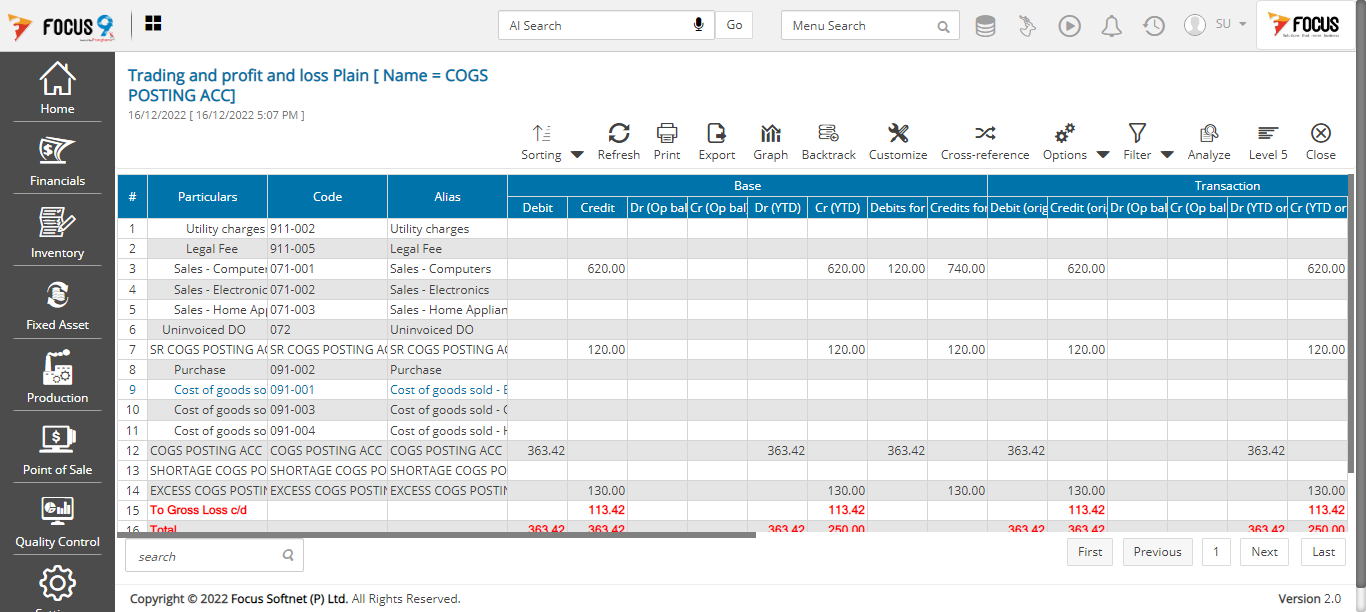 FOCUS 9
AI Search
Go
Menu Search
SU
FOCUS
Home
Financials
Inventory
Fixed Asset
Production
Point of Sale
Quality Control
Trading and profit and loss Plain [ Name = COGS
POSTING ACC]
16/12/2022 [ 16/12/2022 5:07 PM ]
Sorting Refresh Print Export Graph Backtrack Customize Cross-reference Options Filter Analyze Level 5 Close
# Particulars Code Alias Base Transaction
Debit Credit Dr (Op bal Cr (Op bal Dr (YTD) Cr (YTD) Debits for Credits for Debit (orig Credit (ori Dr (Op bal Cr (Op bal Dr (YTD or Cr (YTD or
1 Utility charges 911-002 Utility charges
2 Legal Fee 911-005 Legal Fee
3 Sales - Computer 071-001 Sales - Computers 620.00 620.00 120.00 740.00 620.00 620.00
4 Sales - Electronic 071-002 Sales - Electronics
5 Sales - Home App 071-003 Sales - Home Applian
6 Uninvoiced DO 072 Uninvoiced DO
7 SR COGS POSTING AC SR COGS POSTING AC SR COGS POSTING AC 120.00 120.00 120.00 120.00 120.00
8 Purchase 091-002 Purchase
9 Cost of goods so 091-001 Cost of goods sold - E
10 Cost of goods so 091-003 Cost of goods sold - C
11 Cost of goods so 091-004 Cost of goods sold - H
12 COGS POSTING ACC COGS POSTING ACC COGS POSTING ACC 363.42 363.42 363.42 363.42 363.42
13 SHORTAGE COGS PO SHORTAGE COGS PO SHORTAGE COGS PO
14 EXCESS COGS POSTIN EXCESS COGS POSTIN EXCESS COGS POSTIN 130.00 130.00 130.00 130.00 130.00
15 To Gross Loss c/d 113.42 113.42 113.42 113.42
16 Total 363.42 363.42 363.42 250.00 363.42 363.42 363.42 250.00
search
First Previous 1 Next Last
Copyright © 2022 Focus Softnet (P) Ltd. All Rights Reserved.
Version 2.0